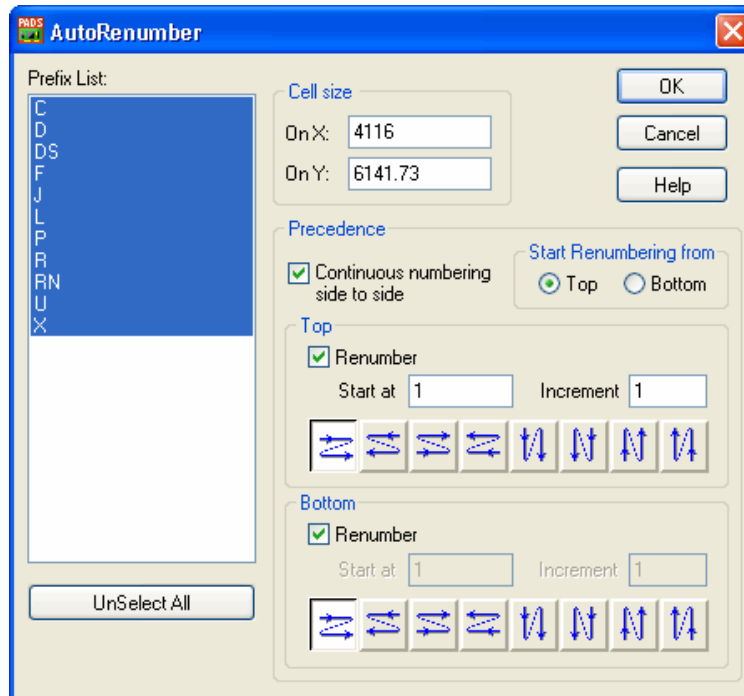 PADS
AutoRenumber
Prefix List:
C
D
DS
F
J
L
P
R
RN
U
X
UnSelect All
Cell size
On X: 4116
On Y: 6141.73
OK
Cancel
Help
Precedence
Continuous numbering
side to side
Start Renumbering from
Top Bottom
Top
Renumber
Start at 1 Increment 1
Bottom
Renumber
Start at 1 Increment 1